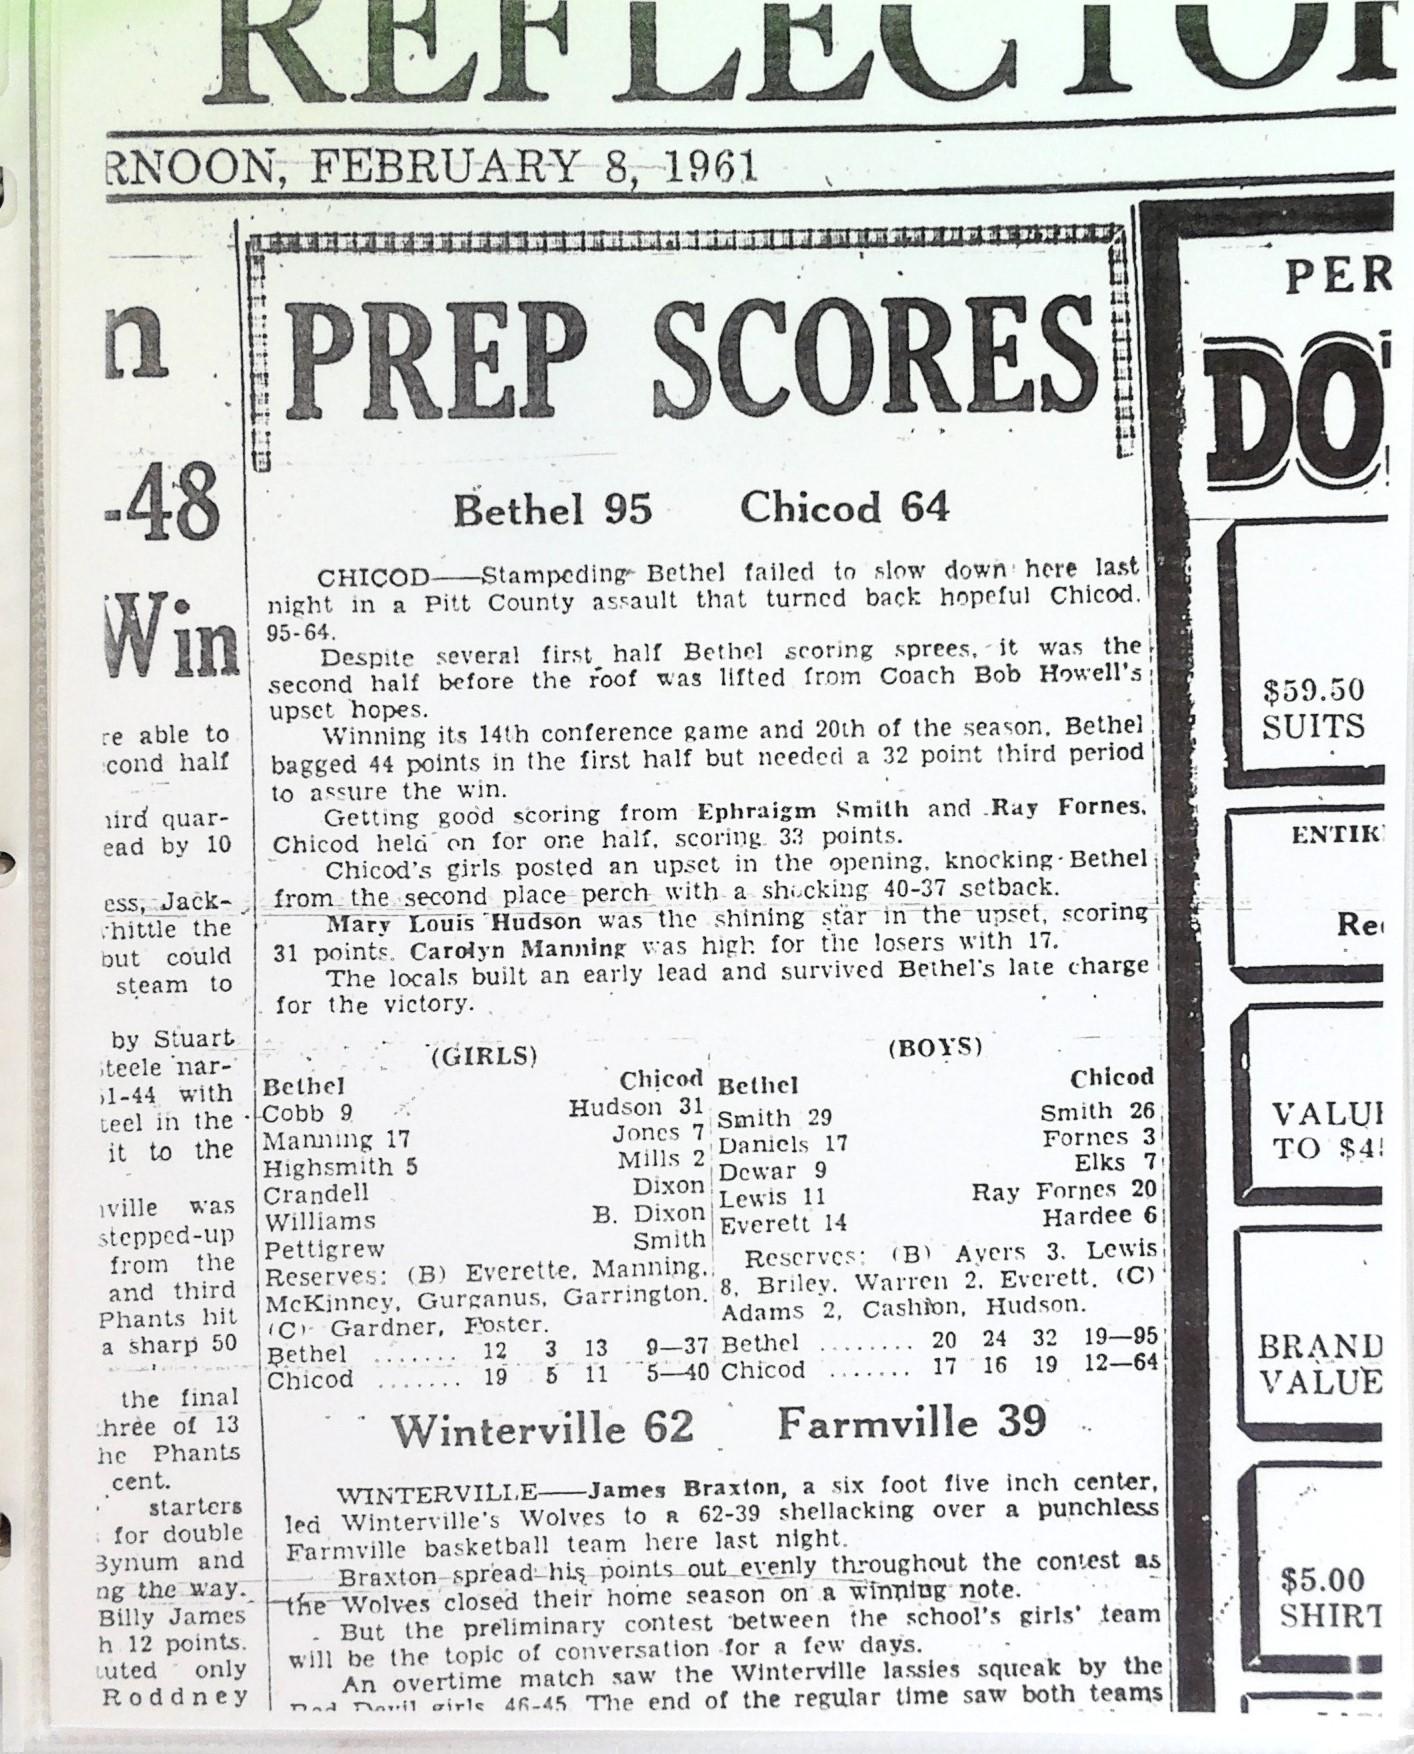 REFLECTOR
RNOON, FEBRUARY 8, 1961
n
-48
Win
re able to
cond half
ird quar-
ead by 10
ess, Jack-
hittle the
but could
steam to
by Stuart
teele nar-
1-44 with
teel in the
it to the
ville was
stepped-up
from the
and third
Phants hit
a sharp 50
the final
hree of 13
he Phants
cent.
starters
for double
Bynum and
ng the way.
Billy James
h 12 points.
uted only
Roddney
PREP SCORES
Bethel 95 Chicod 64
CHICOD——Stampeding Bethel failed to slow down here last
night in a Pitt County assault that turned back hopeful Chicod,
95-64.
Despite several first half Bethel scoring sprees, it was the
second half before the roof was lifted from Coach Bob Howell's
upset hopes.
Winning its 14th conference game and 20th of the season, Bethel
bagged 44 points in the first half but needed a 32 point third period
to assure the win.
Getting good scoring from Ephraigm Smith and Ray Fornes,
Chicod held on for one half, scoring 33 points.
Chicod's girls posted an upset in the opening, knocking Bethel
from the second place perch with a shocking 40-37 setback.
Mary Louis Hudson was the shining star in the upset, scoring
31 points. Carolyn Manning was high for the losers with 17.
The locals built an early lead and survived Bethel's late charge
for the victory.
(GIRLS)
Bethel Chicod
Cobb 9 Hudson 31
Manning 17 Jones 7
Highsmith 5 Mills 2
Crandell Dixon
Williams B. Dixon
Pettigrew Smith
Reserves: (B) Everette, Manning,
McKinney, Gurganus, Garrington.
(C) Gardner, Foster.
Bethel ....... 12 3 13 9—37
Chicod ....... 19 5 11 5—40
(BOYS)
Bethel Chicod
Smith 29 Smith 26
Daniels 17 Fornes 3
Dewar 9 Elks 7
Lewis 11 Ray Fornes 20
Everett 14 Hardee 6
Reserves: (B) Ayers 3, Lewis
8, Briley, Warren 2, Everett. (C)
Adams 2, Cashion, Hudson.
Bethel ........ 20 24 32 19—95
Chicod ....... 17 16 19 12—64
Winterville 62 Farmville 39
WINTERVILLE——James Braxton, a six foot five inch center,
led Winterville's Wolves to a 62-39 shellacking over a punchless
Farmville basketball team here last night.
Braxton spread his points out evenly throughout the contest as
the Wolves closed their home season on a winning note.
But the preliminary contest between the school's girls' team
will be the topic of conversation for a few days.
An overtime match saw the Winterville lassies squeak by the
Red Devil girls, 46-45. The end of the regular time saw both teams
PER
DO
$59.50
SUITS
ENTIR
Re
VALU
TO $4
BRAND
VALUE
$5.00
SHIRT